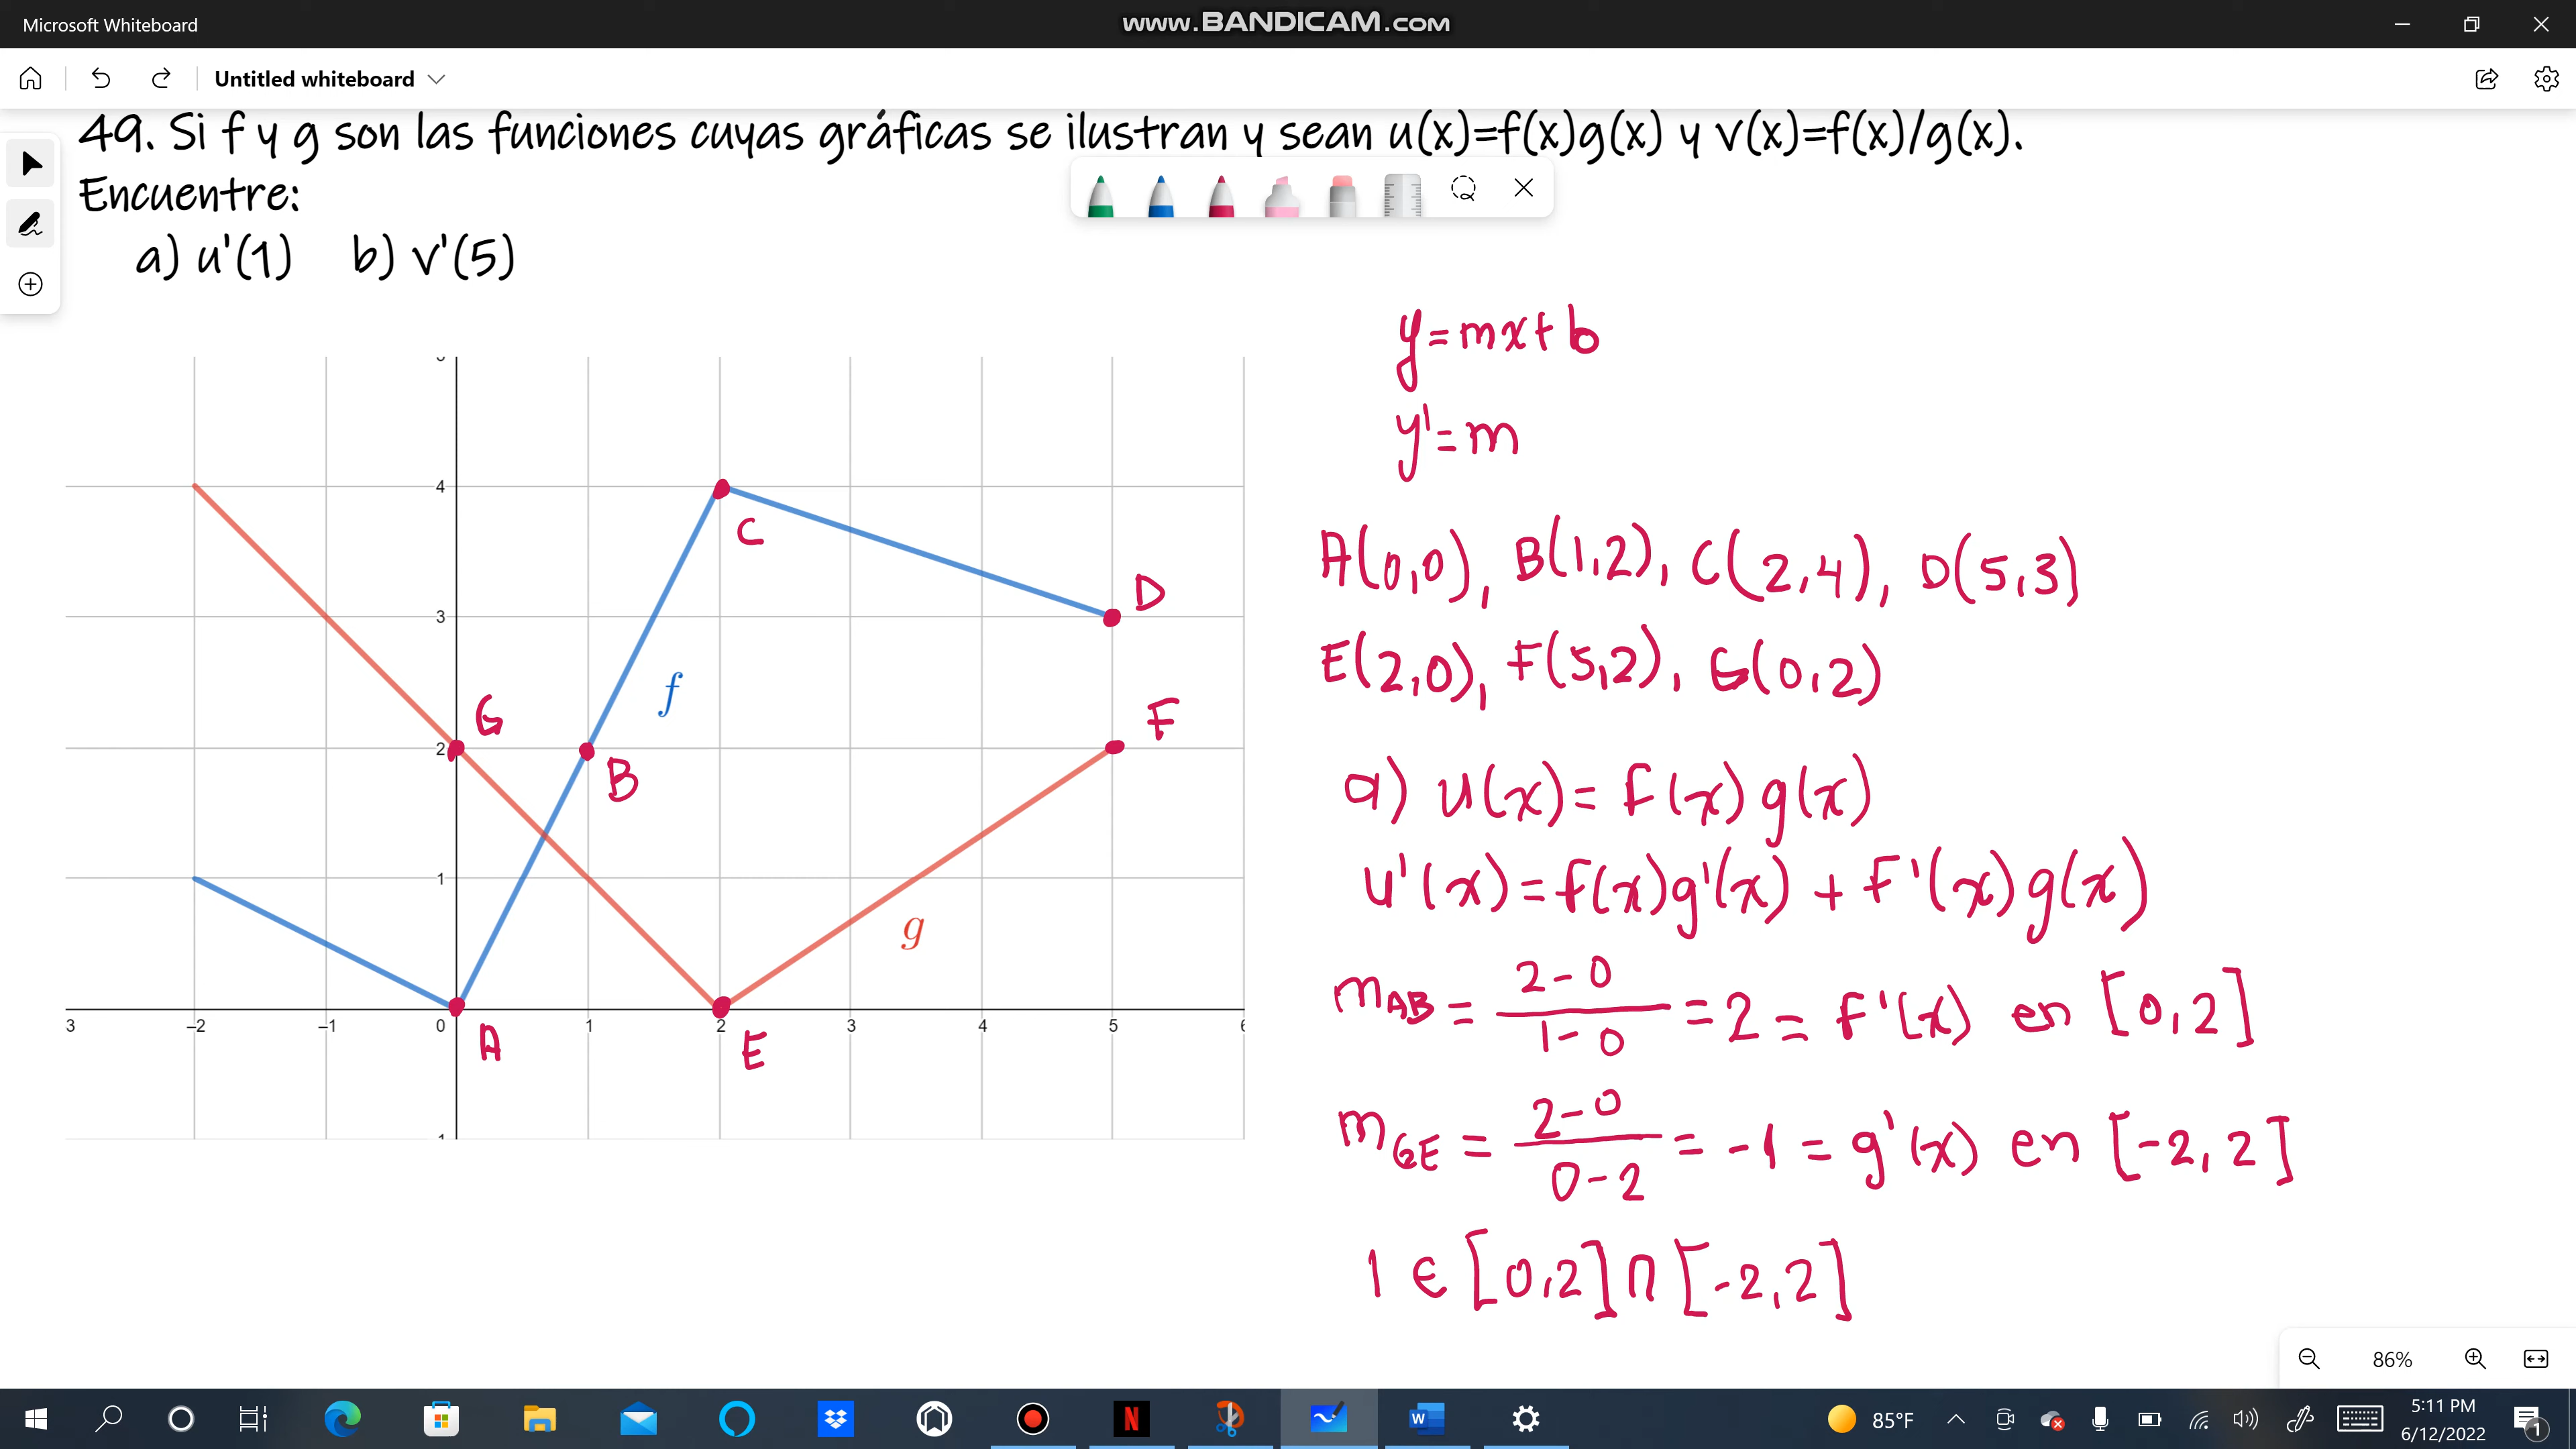 Microsoft Whiteboard
www.BANDICAM.com
Untitled whiteboard
49. Si f y g son las funciones cuyas gráficas se ilustran y sean u(x)=f(x)g(x) y v(x)=f(x)/g(x).
Encuentre:
a) u'(1) b) v'(5)
y=mx+b
y'=m
A(0,0), B(1,2), C(2,4), D(5,3)
E(2,0), F(5,2), G(0,2)
a) u(x)= f(x)g(x)
u'(x)=f(x)g'(x) + f'(x)g(x)
m_AB = (2-0)/(1-0) = 2 = f'(x) en [0,2]
m_GE = (2-0)/(0-2) = -1 = g'(x) en [-2,2]
1 ∈ [0,2]∩[-2,2]
4
C
3
D
f
2
G
B
F
1
g
3 -2 -1 0 1 2 3 4 5
A
E
86%
N
W
85°F
5:11 PM
6/12/2022
1